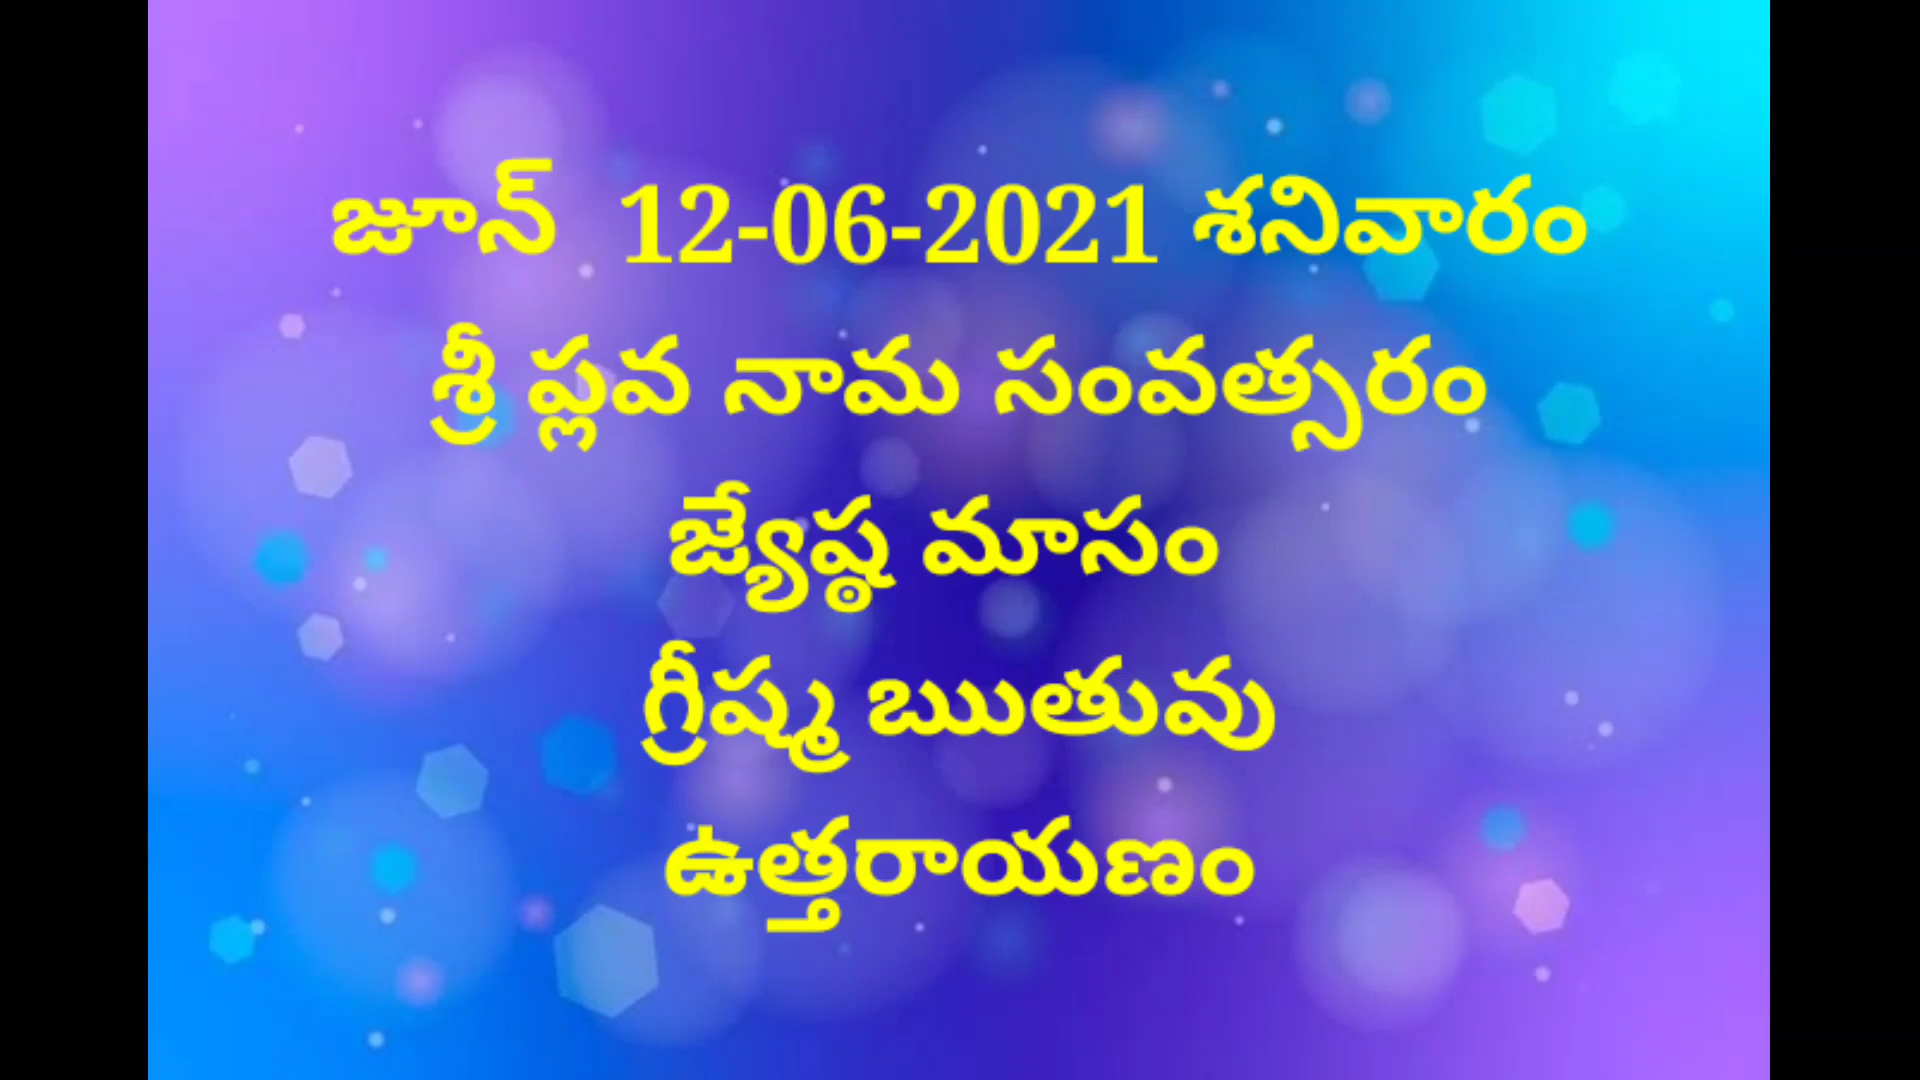 జూన్ 12-06-2021 శనివారం
శ్రీ ప్లవ నామ సంవత్సరం
జ్యేష్ఠ మాసం
గ్రీష్మ ఋతువు
ఉత్తరాయణం